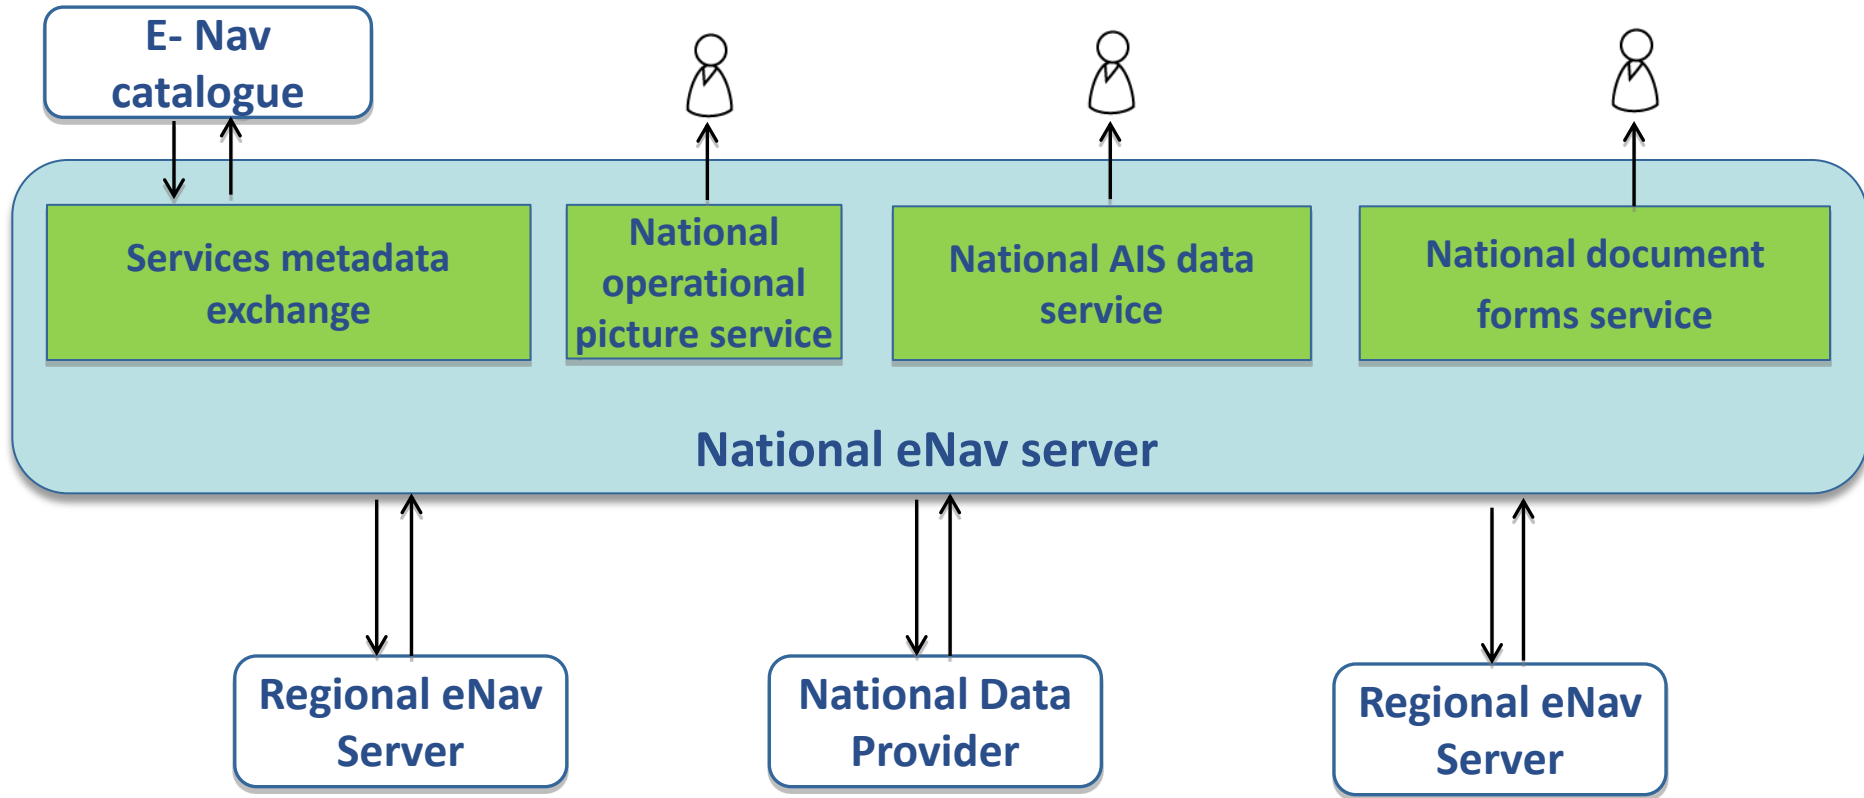 E- Nav
catalogue
Services metadata
exchange
National
operational
picture service
National AIS data
service
National document
forms service
National eNav server
Regional eNav
Server
National Data
Provider
Regional eNav
Server